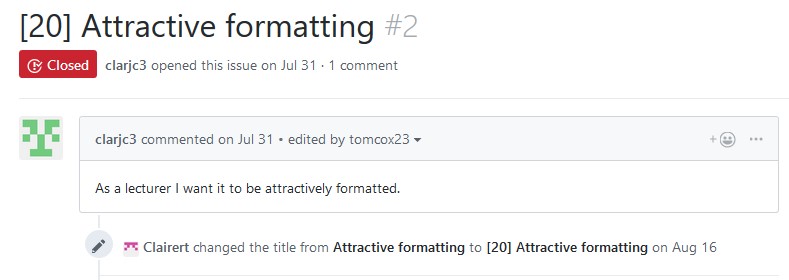 [20] Attractive formatting #2
Closed clarjc3 opened this issue on Jul 31 · 1 comment
clarjc3 commented on Jul 31 • edited by tomcox23
As a lecturer I want it to be attractively formatted.
Clairert changed the title from Attractive formatting to [20] Attractive formatting on Aug 16